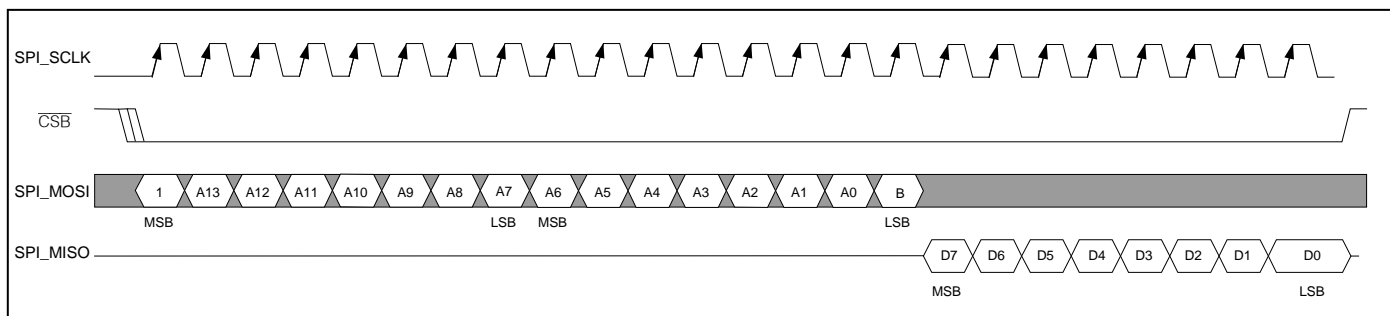 SPI_SCLK
CSB
SPI_MOSI 1 A13 A12 A11 A10 A9 A8 A7 A6 A5 A4 A3 A2 A1 A0 B
MSB LSB MSB LSB
SPI_MISO D7 D6 D5 D4 D3 D2 D1 D0
MSB LSB